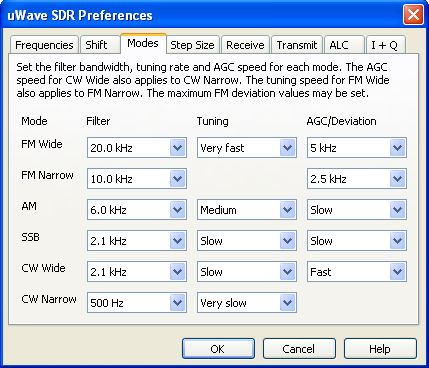 uWave SDR Preferences
Frequencies Shift Modes Step Size Receive Transmit ALC I + Q
Set the filter bandwidth, tuning rate and AGC speed for each mode. The AGC
speed for CW Wide also applies to CW Narrow. The tuning speed for FM Wide
also applies to FM Narrow. The maximum FM deviation values may be set.
Mode Filter Tuning AGC/Deviation
FM Wide 20.0 kHz Very fast 5 kHz
FM Narrow 10.0 kHz 2.5 kHz
AM 6.0 kHz Medium Slow
SSB 2.1 kHz Slow Slow
CW Wide 2.1 kHz Slow Fast
CW Narrow 500 Hz Very slow
OK Cancel Help